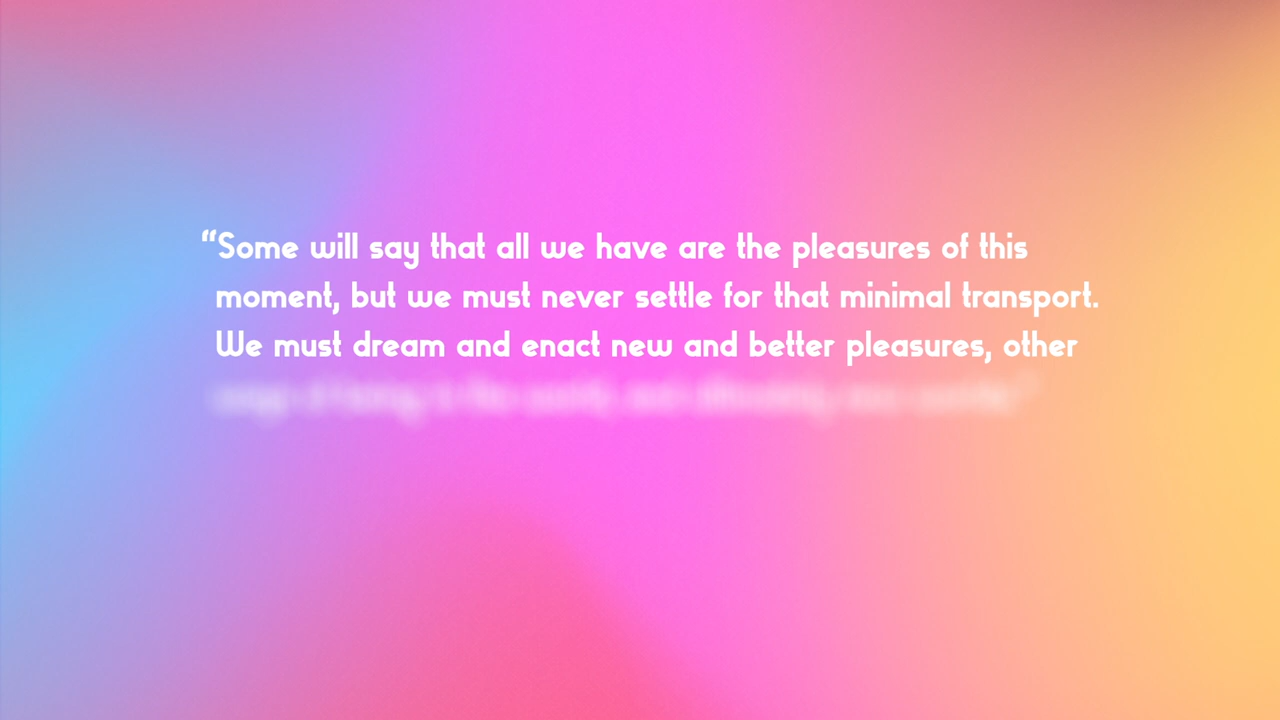 “Some will say that all we have are the pleasures of this
moment, but we must never settle for that minimal transport.
We must dream and enact new and better pleasures, other